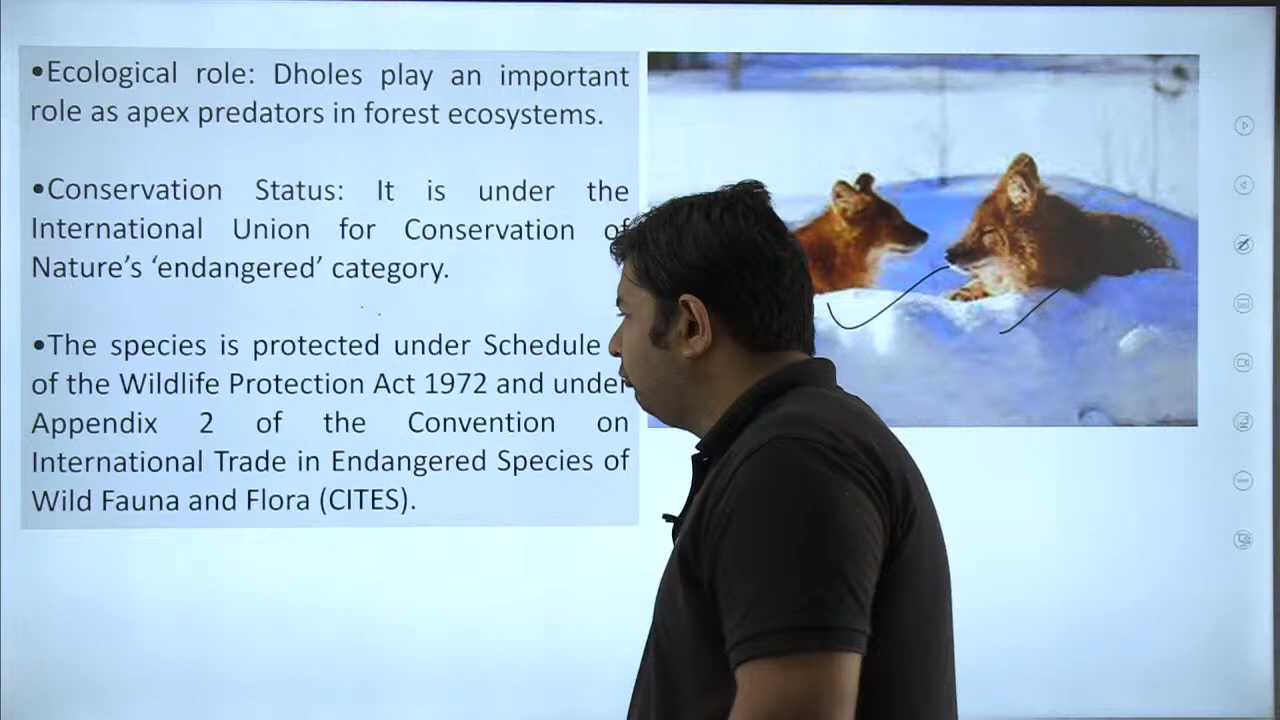 •Ecological role: Dholes play an important
role as apex predators in forest ecosystems.
•Conservation Status: It is under the
International Union for Conservation of
Nature's 'endangered' category.
•The species is protected under Schedule
of the Wildlife Protection Act 1972 and under
Appendix 2 of the Convention on
International Trade in Endangered Species of
Wild Fauna and Flora (CITES).